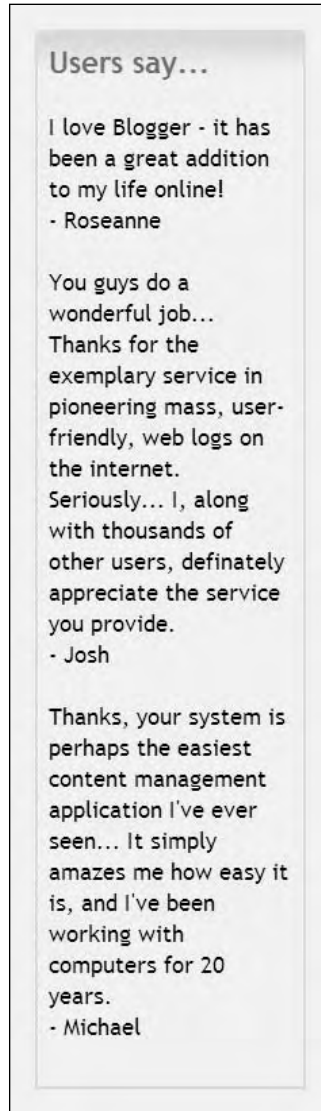 Users say...
I love Blogger - it has
been a great addition
to my life online!
- Roseanne
You guys do a
wonderful job...
Thanks for the
exemplary service in
pioneering mass, user-
friendly, web logs on
the internet.
Seriously... I, along
with thousands of
other users, definately
appreciate the service
you provide.
- Josh
Thanks, your system is
perhaps the easiest
content management
application I've ever
seen... It simply
amazes me how easy it
is, and I've been
working with
computers for 20
years.
- Michael